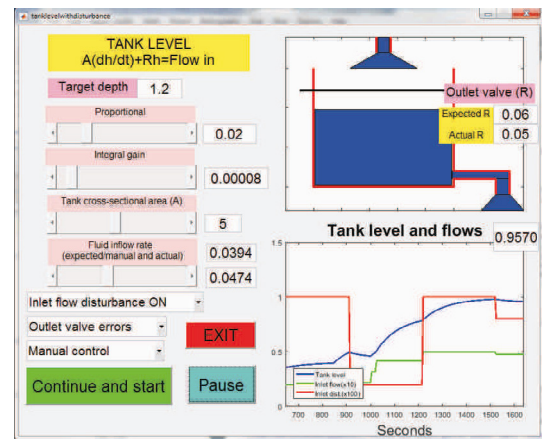 tanklevelwithdisturbance
TANK LEVEL
A(dh/dt)+Rh=Flow in
Target depth
1.2
Proportional
0.02
Integral gain
0.00008
Tank cross-sectional area (A)
5
Fluid inflow rate
(expected/manual and actual)
0.0394
0.0474
Inlet flow disturbance ON
Outlet valve errors
Manual control
EXIT
Continue and start
Pause
Outlet valve (R)
Expected R
0.06
Actual R
0.05
Tank level and flows
0.9570
1.5
1
0.5
0
Tank level
Inlet flow(x10)
Inlet dist.(x100)
700 800 900 1000 1100 1200 1300 1400 1500 1600
Seconds